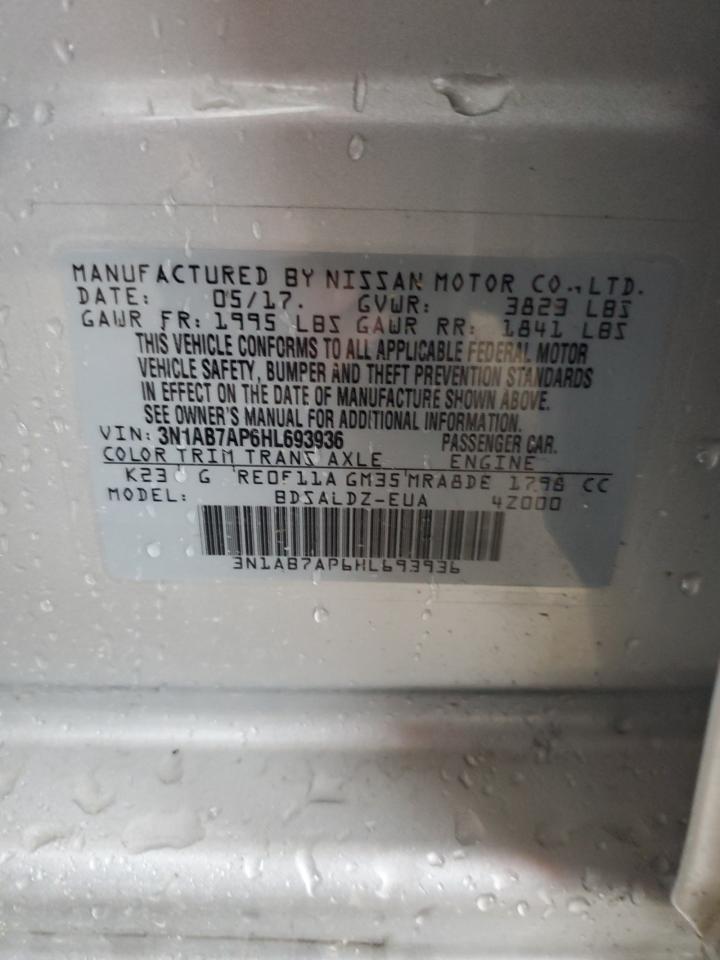 MANUFACTURED BY NISSAN MOTOR CO., LTD.
DATE: 05/17. GVWR: 3823 LBS
GAWR FR: 1995 LBS GAWR RR: 1841 LBS
THIS VEHICLE CONFORMS TO ALL APPLICABLE FEDERAL MOTOR
VEHICLE SAFETY, BUMPER AND THEFT PREVENTION STANDARDS
IN EFFECT ON THE DATE OF MANUFACTURE SHOWN ABOVE.
SEE OWNER'S MANUAL FOR ADDITIONAL INFORMATION.
VIN: 3N1AB7AP6HL693936 PASSENGER CAR.
COLOR TRIM TRANS AXLE ENGINE
K23 G RE0F11A GM35 MRA8DE 1798 CC
MODEL: BDSALDZ-EUA 4Z000
3N1AB7AP6HL693936